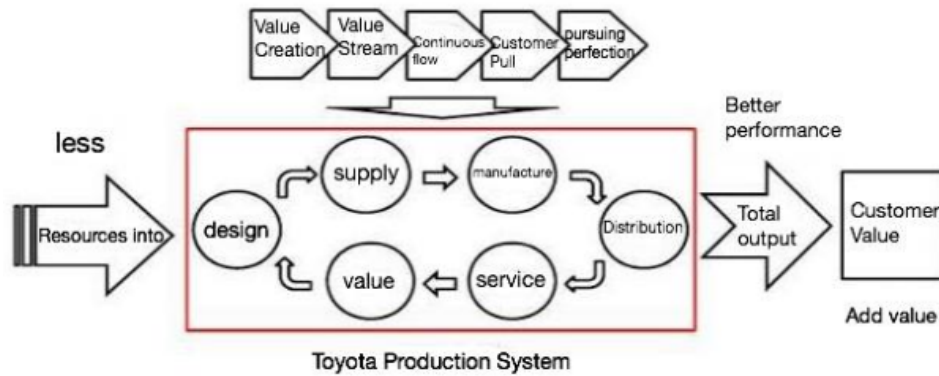 Value
Creation
Value
Stream
Continuous
flow
Customer
Pull
pursuing
perfection
less
Resources into
design
supply
manufacture
Distribution
service
value
Better
performance
Total
output
Customer
Value
Add value
Toyota Production System